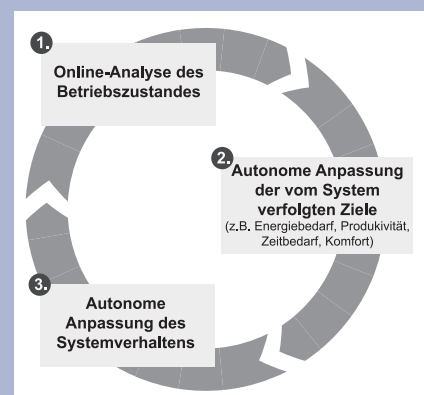 1.
Online-Analyse des
Betriebszustandes
2.
Autonome Anpassung
der vom System
verfolgten Ziele
(z.B. Energiebedarf, Produkivität,
Zeitbedarf, Komfort)
3.
Autonome
Anpassung des
Systemverhaltens